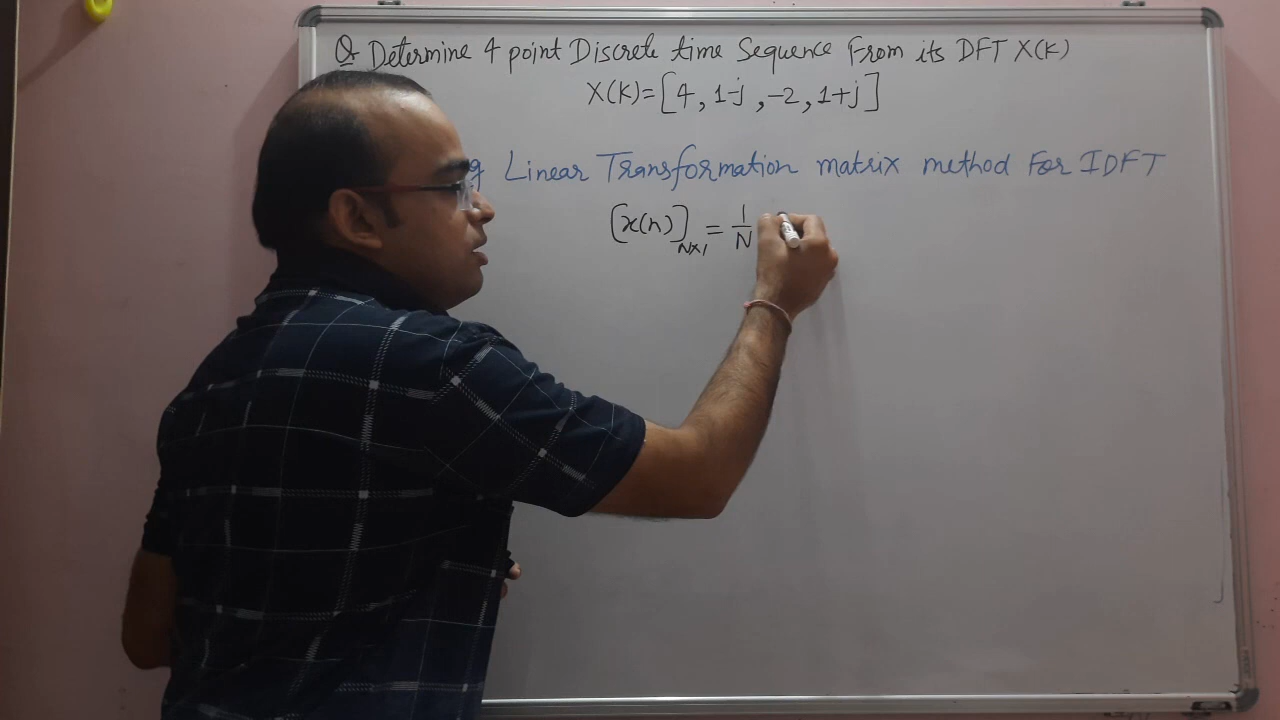 Q Determine 4 point Discrete time Sequence From its DFT X(K)
X(K)=[4, 1-j, -2, 1+j]
Linear Transformation matrix method For IDFT
[x(n)]N×1 = 1/N